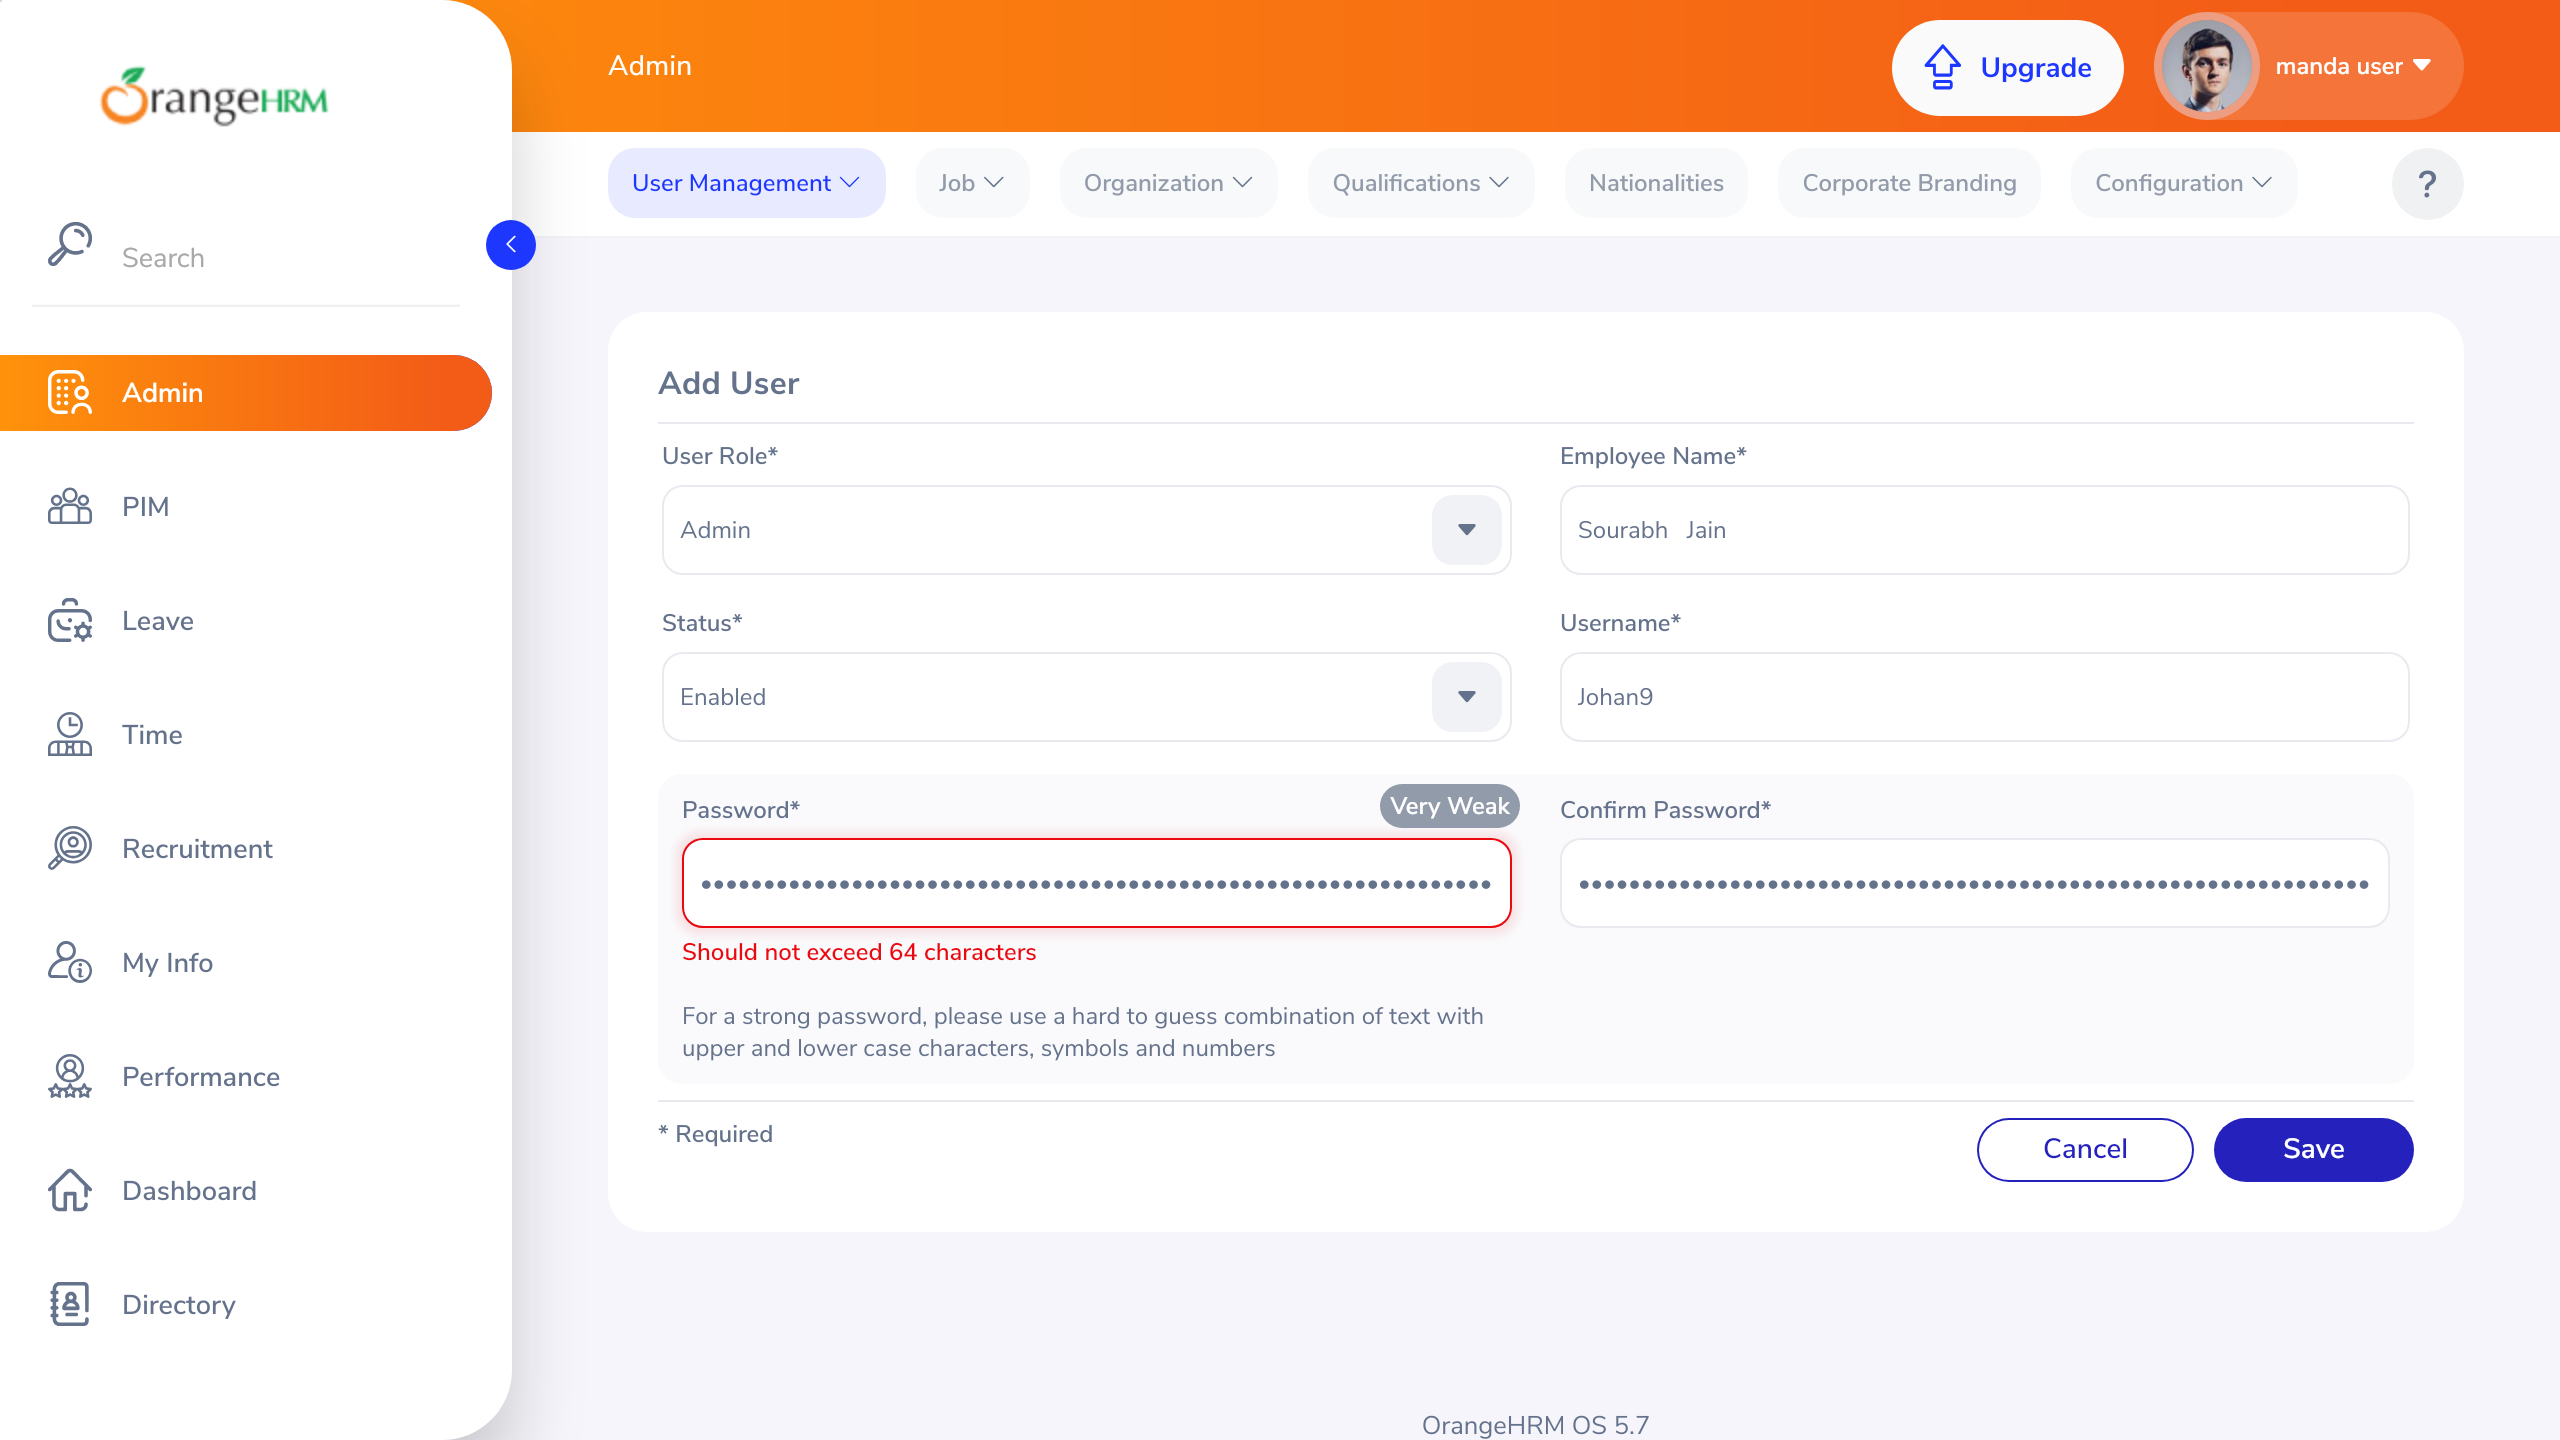 OrangeHRM
Search
Admin
PIM
Leave
Time
Recruitment
My Info
Performance
Dashboard
Directory
Admin
Upgrade
manda user
User Management
Job
Organization
Qualifications
Nationalities
Corporate Branding
Configuration
?
Add User
User Role*
Employee Name*
Admin
Sourabh  Jain
Status*
Username*
Enabled
Johan9
Password*
Very Weak
Confirm Password*
Should not exceed 64 characters
For a strong password, please use a hard to guess combination of text with
upper and lower case characters, symbols and numbers
* Required
Cancel
Save
OrangeHRM OS 5.7